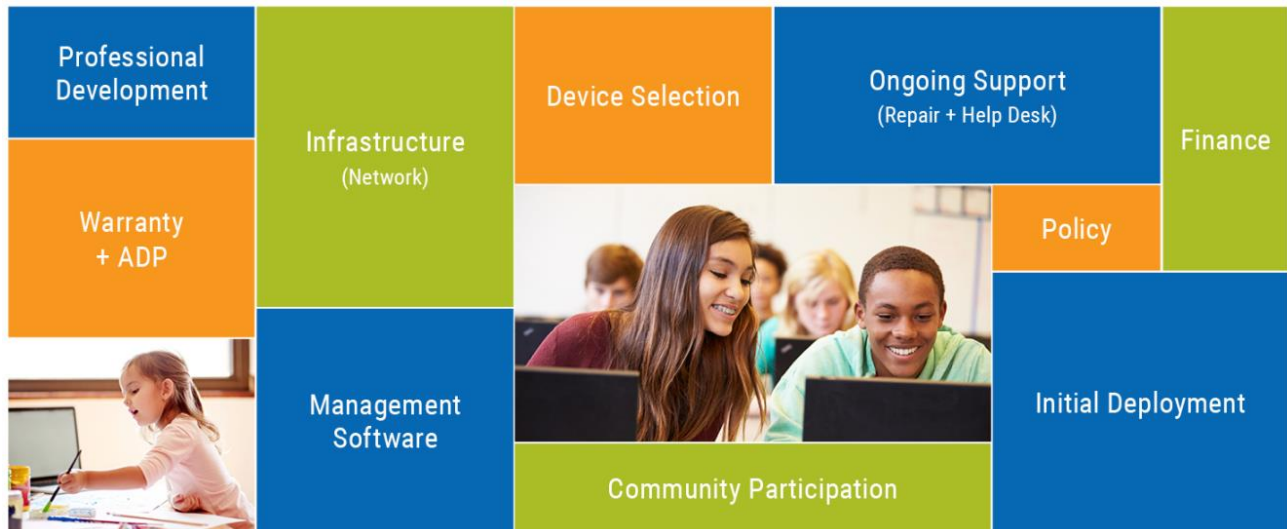 Professional
Development
Infrastructure
(Network)
Device Selection
Ongoing Support
(Repair + Help Desk)
Finance
Warranty
+ ADP
Policy
Management
Software
Initial Deployment
Community Participation